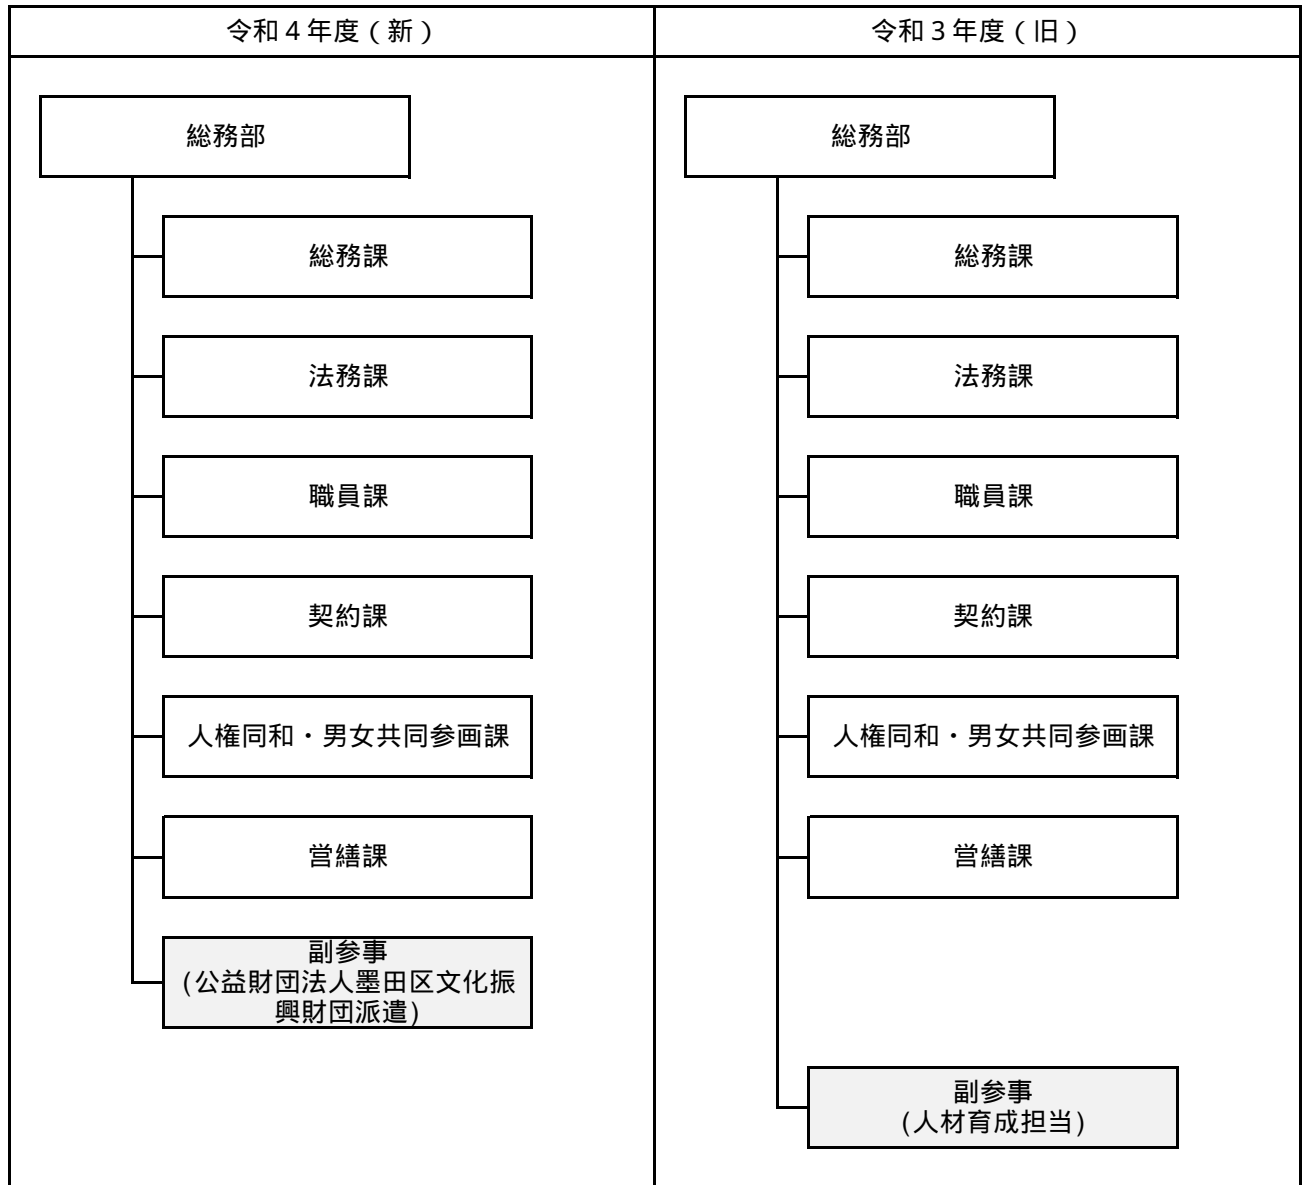 令和４年度（新）
令和３年度（旧）
総務部
総務課
法務課
職員課
契約課
人権同和・男女共同参画課
営繕課
副参事
(公益財団法人墨田区文化振
興財団派遣)
総務部
総務課
法務課
職員課
契約課
人権同和・男女共同参画課
営繕課
副参事
(人材育成担当)